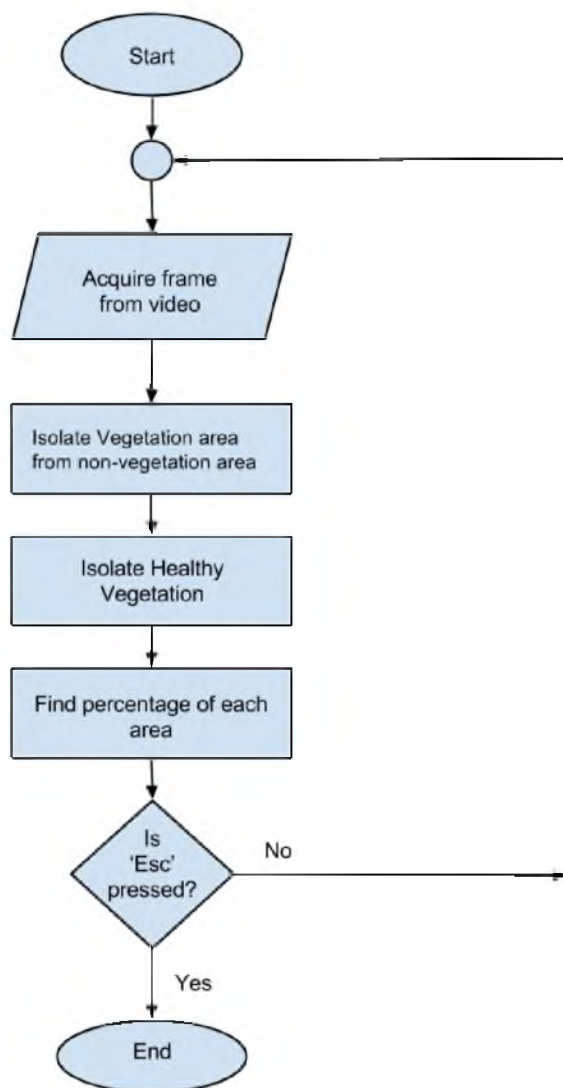 Start
Acquire frame
from video
Isolate Vegetation area
from non-vegetation area
Isolate Healthy
Vegetation
Find percentage of each
area
Is
'Esc'
pressed?
No
Yes
End